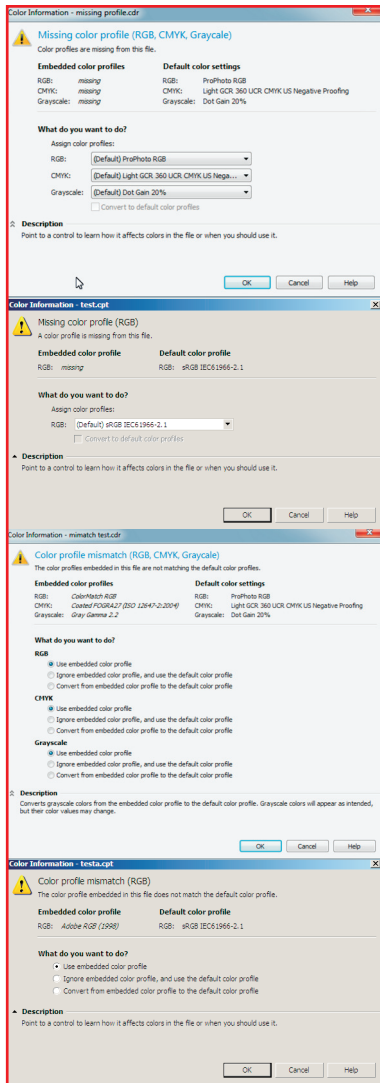 Color Information - missing profile.cdr
Missing color profile (RGB, CMYK, Grayscale)
Color profiles are missing from this file.
Embedded color profiles Default color settings
RGB: missing RGB: ProPhoto RGB
CMYK: missing CMYK: Light GCR 360 UCR CMYK US Negative Proofing
Grayscale: missing Grayscale: Dot Gain 20%
What do you want to do?
Assign color profiles:
RGB: (Default) ProPhoto RGB
CMYK: (Default) Light GCR 360 UCR CMYK US Nega...
Grayscale: (Default) Dot Gain 20%
Convert to default color profiles
Description
Point to a control to learn how it affects colors in the file or when you should use it.
OK Cancel Help
Color Information - test.cpt
Missing color profile (RGB)
A color profile is missing from this file.
Embedded color profile Default color profile
RGB: missing RGB: sRGB IEC61966-2.1
What do you want to do?
Assign color profiles:
RGB: (Default) sRGB IEC61966-2.1
Convert to default color profiles
Description
Point to a control to learn how it affects colors in the file or when you should use it.
OK Cancel Help
Color Information - mimatch test.cdr
Color profile mismatch (RGB, CMYK, Grayscale)
The color profiles embedded in this file are not matching the default color profiles.
Embedded color profiles Default color settings
RGB: ColorMatch RGB RGB: ProPhoto RGB
CMYK: Coated FOGRA27 (ISO 12647-2:2004) CMYK: Light GCR 360 UCR CMYK US Negative Proofing
Grayscale: Gray Gamma 2.2 Grayscale: Dot Gain 20%
What do you want to do?
RGB
Use embedded color profile
Ignore embedded color profile, and use the default color profile
Convert from embedded color profile to the default color profile
CMYK
Use embedded color profile
Ignore embedded color profile, and use the default color profile
Convert from embedded color profile to the default color profile
Grayscale
Use embedded color profile
Ignore embedded color profile, and use the default color profile
Convert from embedded color profile to the default color profile
Description
Converts grayscale colors from the embedded color profile to the default color profile. Grayscale colors will appear as intended,
but their color values may change.
OK Cancel Help
Color Information - testa.cpt
Color profile mismatch (RGB)
The color profile embedded in this file does not match the default color profile.
Embedded color profile Default color profile
RGB: Adobe RGB (1998) RGB: sRGB IEC61966-2.1
What do you want to do?
Use embedded color profile
Ignore embedded color profile, and use the default color profile
Convert from embedded color profile to the default color profile
Description
Point to a control to learn how it affects colors in the file or when you should use it.
OK Cancel Help